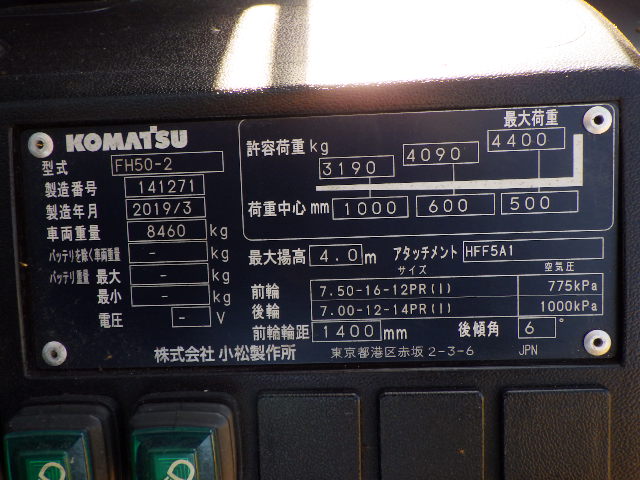 KOMATSU
型式 FH50-2
製造番号 141271
製造年月 2019/3
車両重量 8460 kg
バッテリを除く車両重量 - kg
バッテリ重量 最大 - kg
最小 - kg
電圧 - V
最大荷重
許容荷重 kg 3190 4090 4400
荷重中心 mm 1000 600 500
最大揚高 4.0 m アタッチメント HFF5A1
サイズ 空気圧
前輪 7.50-16-12PR(I) 775kPa
後輪 7.00-12-14PR(I) 1000kPa
前輪輪距 1400 mm 後傾角 6 °
株式会社 小松製作所 東京都港区赤坂 2-3-6 JPN